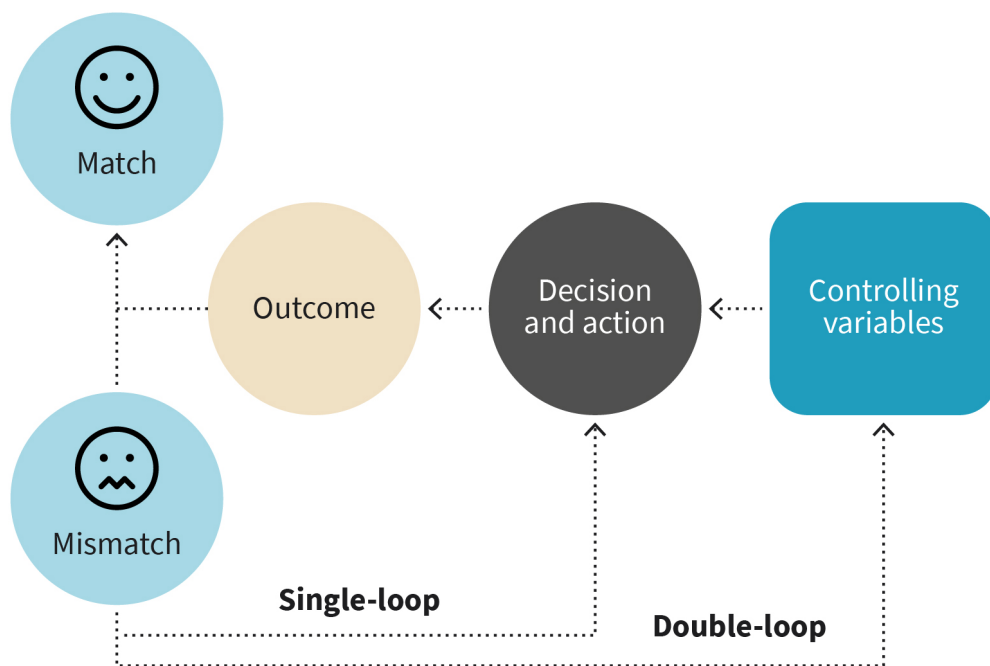 Match
Outcome
Decision
and action
Controlling
variables
Mismatch
Single-loop
Double-loop